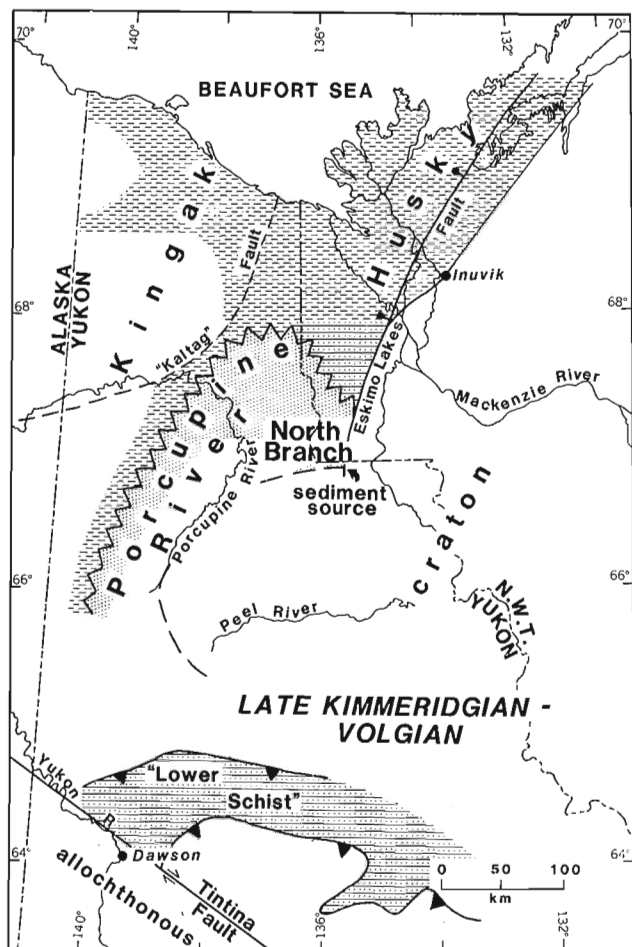 70°
140°
136°
132°
70°
BEAUFORT SEA
Husky
Kingak
Fault
Fault
Inuvik
68°
68°
ALASKA
YUKON
"Kaltag"
Eskimo Lakes
Mackenzie River
Porcupine
River
North
Branch
Porcupine River
sediment
source
craton
66°
66°
N.W.T.
YUKON
Peel River
LATE KIMMERIDGIAN -
VOLGIAN
Yukon R.
"Lower
Schist"
64°
64°
Dawson
allochthonous
Tintina
Fault
0 50 100
km
140°
136°
132°